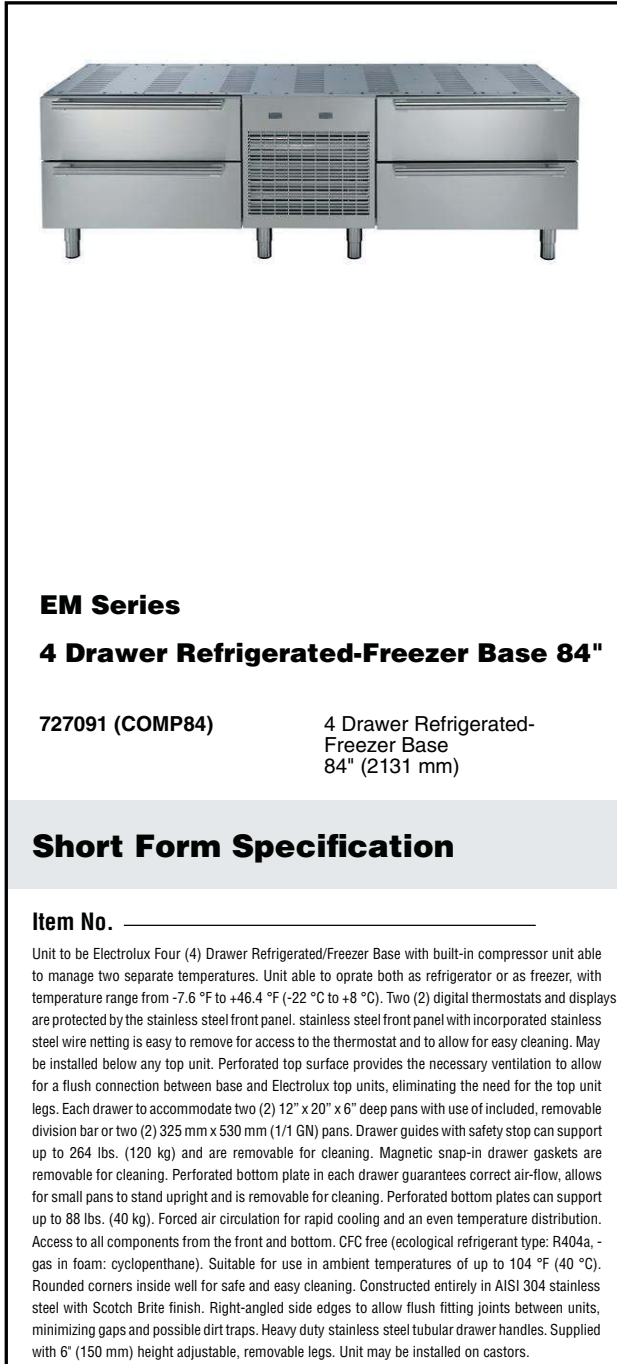 EM Series
4 Drawer Refrigerated-Freezer Base 84"
727091 (COMP84)
4 Drawer Refrigerated-
Freezer Base
84" (2131 mm)
Short Form Specification
Item No.
Unit to be Electrolux Four (4) Drawer Refrigerated/Freezer Base with built-in compressor unit able
to manage two separate temperatures. Unit able to oprate both as refrigerator or as freezer, with
temperature range from -7.6 °F to +46.4 °F (-22 °C to +8 °C). Two (2) digital thermostats and displays
are protected by the stainless steel front panel. stainless steel front panel with incorporated stainless
steel wire netting is easy to remove for access to the thermostat and to allow for easy cleaning. May
be installed below any top unit. Perforated top surface provides the necessary ventilation to allow
for a flush connection between base and Electrolux top units, eliminating the need for the top unit
legs. Each drawer to accommodate two (2) 12” x 20” x 6” deep pans with use of included, removable
division bar or two (2) 325 mm x 530 mm (1/1 GN) pans. Drawer guides with safety stop can support
up to 264 lbs. (120 kg) and are removable for cleaning. Magnetic snap-in drawer gaskets are
removable for cleaning. Perforated bottom plate in each drawer guarantees correct air-flow, allows
for small pans to stand upright and is removable for cleaning. Perforated bottom plates can support
up to 88 lbs. (40 kg). Forced air circulation for rapid cooling and an even temperature distribution.
Access to all components from the front and bottom. CFC free (ecological refrigerant type: R404a, -
gas in foam: cyclopenthane). Suitable for use in ambient temperatures of up to 104 °F (40 °C).
Rounded corners inside well for safe and easy cleaning. Constructed entirely in AISI 304 stainless
steel with Scotch Brite finish. Right-angled side edges to allow flush fitting joints between units,
minimizing gaps and possible dirt traps. Heavy duty stainless steel tubular drawer handles. Supplied
with 6" (150 mm) height adjustable, removable legs. Unit may be installed on castors.